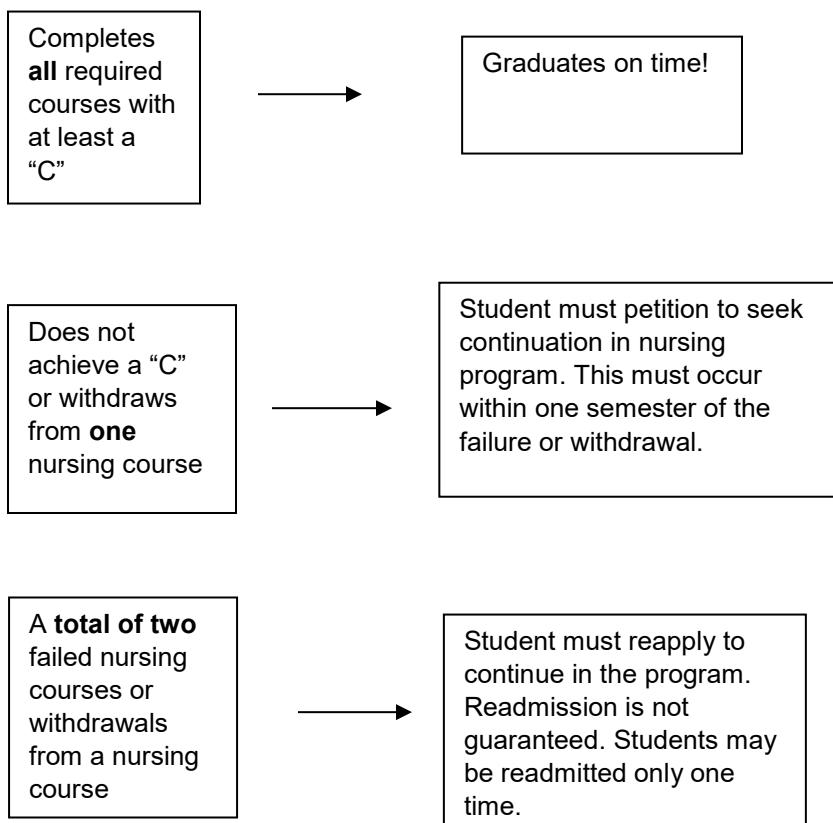 Completes
all required
courses with
at least a
“C”
Graduates on time!
Does not
achieve a “C”
or withdraws
from one
nursing course
Student must petition to seek
continuation in nursing
program. This must occur
within one semester of the
failure or withdrawal.
A total of two
failed nursing
courses or
withdrawals
from a nursing
course
Student must reapply to
continue in the program.
Readmission is not
guaranteed. Students may
be readmitted only one
time.